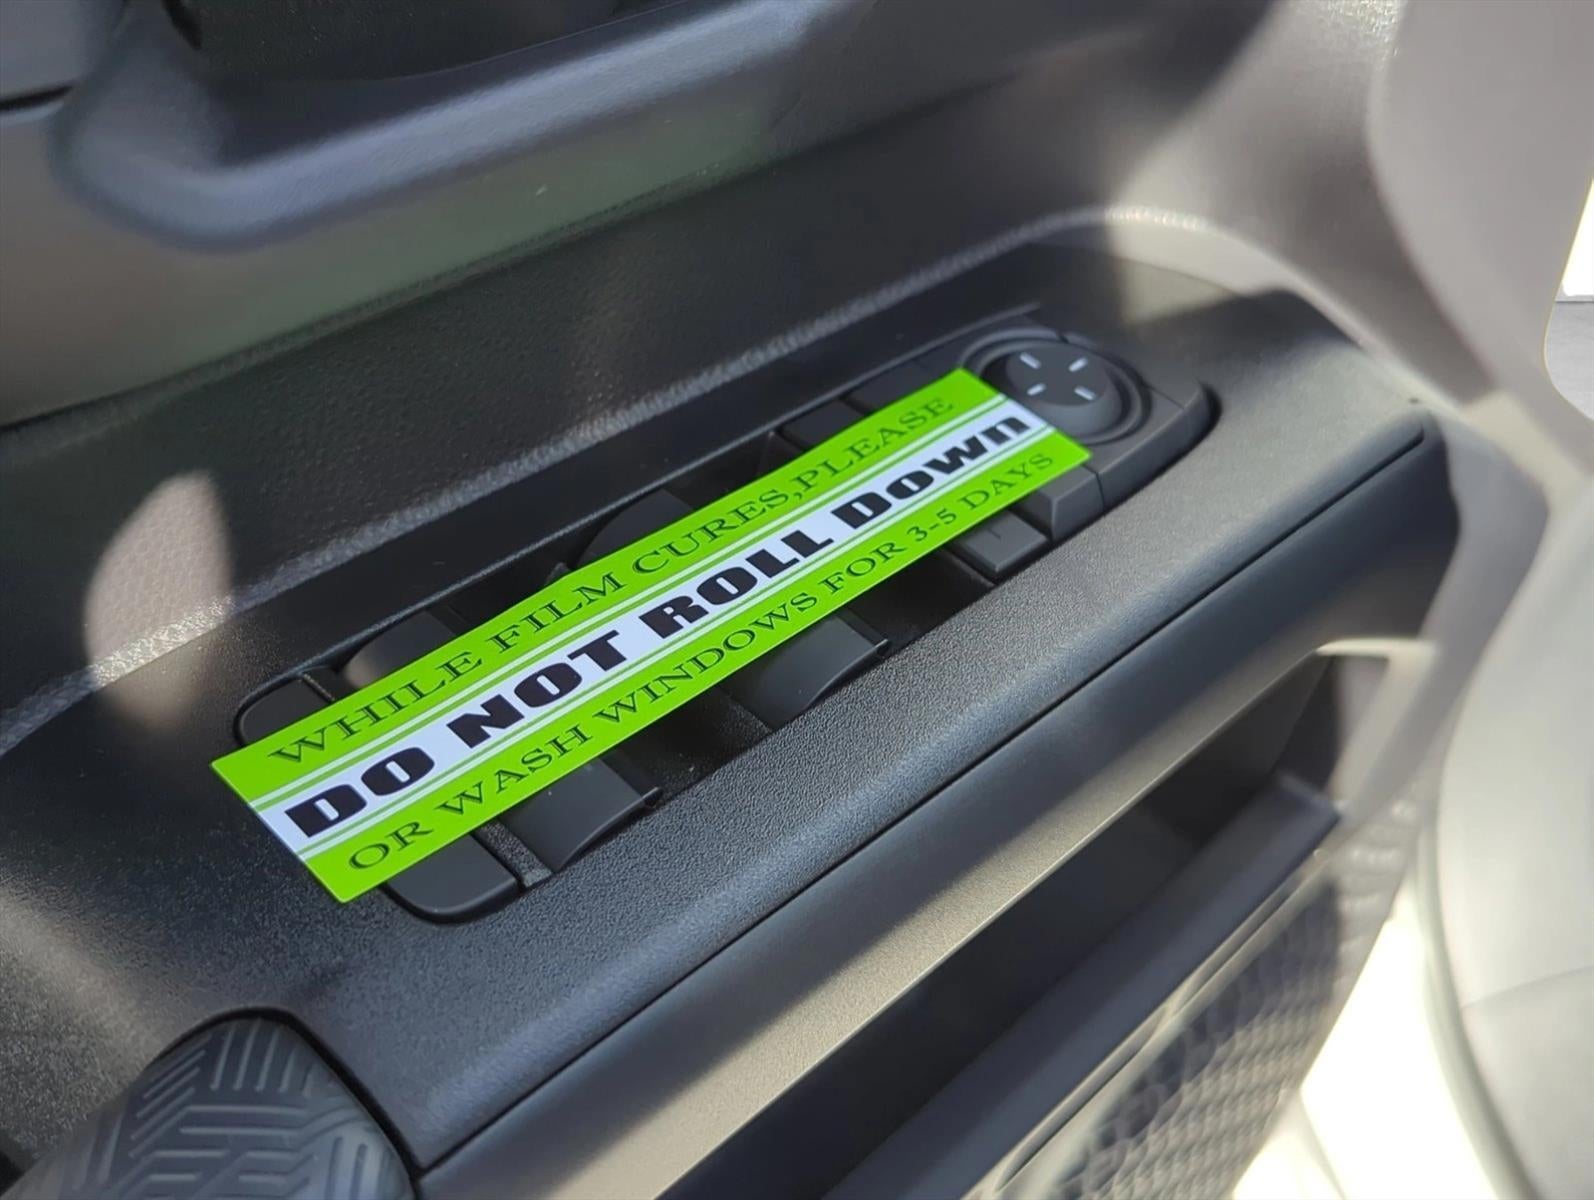 WHILE FILM CURES,PLEASE
DO NOT ROLL DOWN
OR WASH WINDOWS FOR 3-5 DAYS